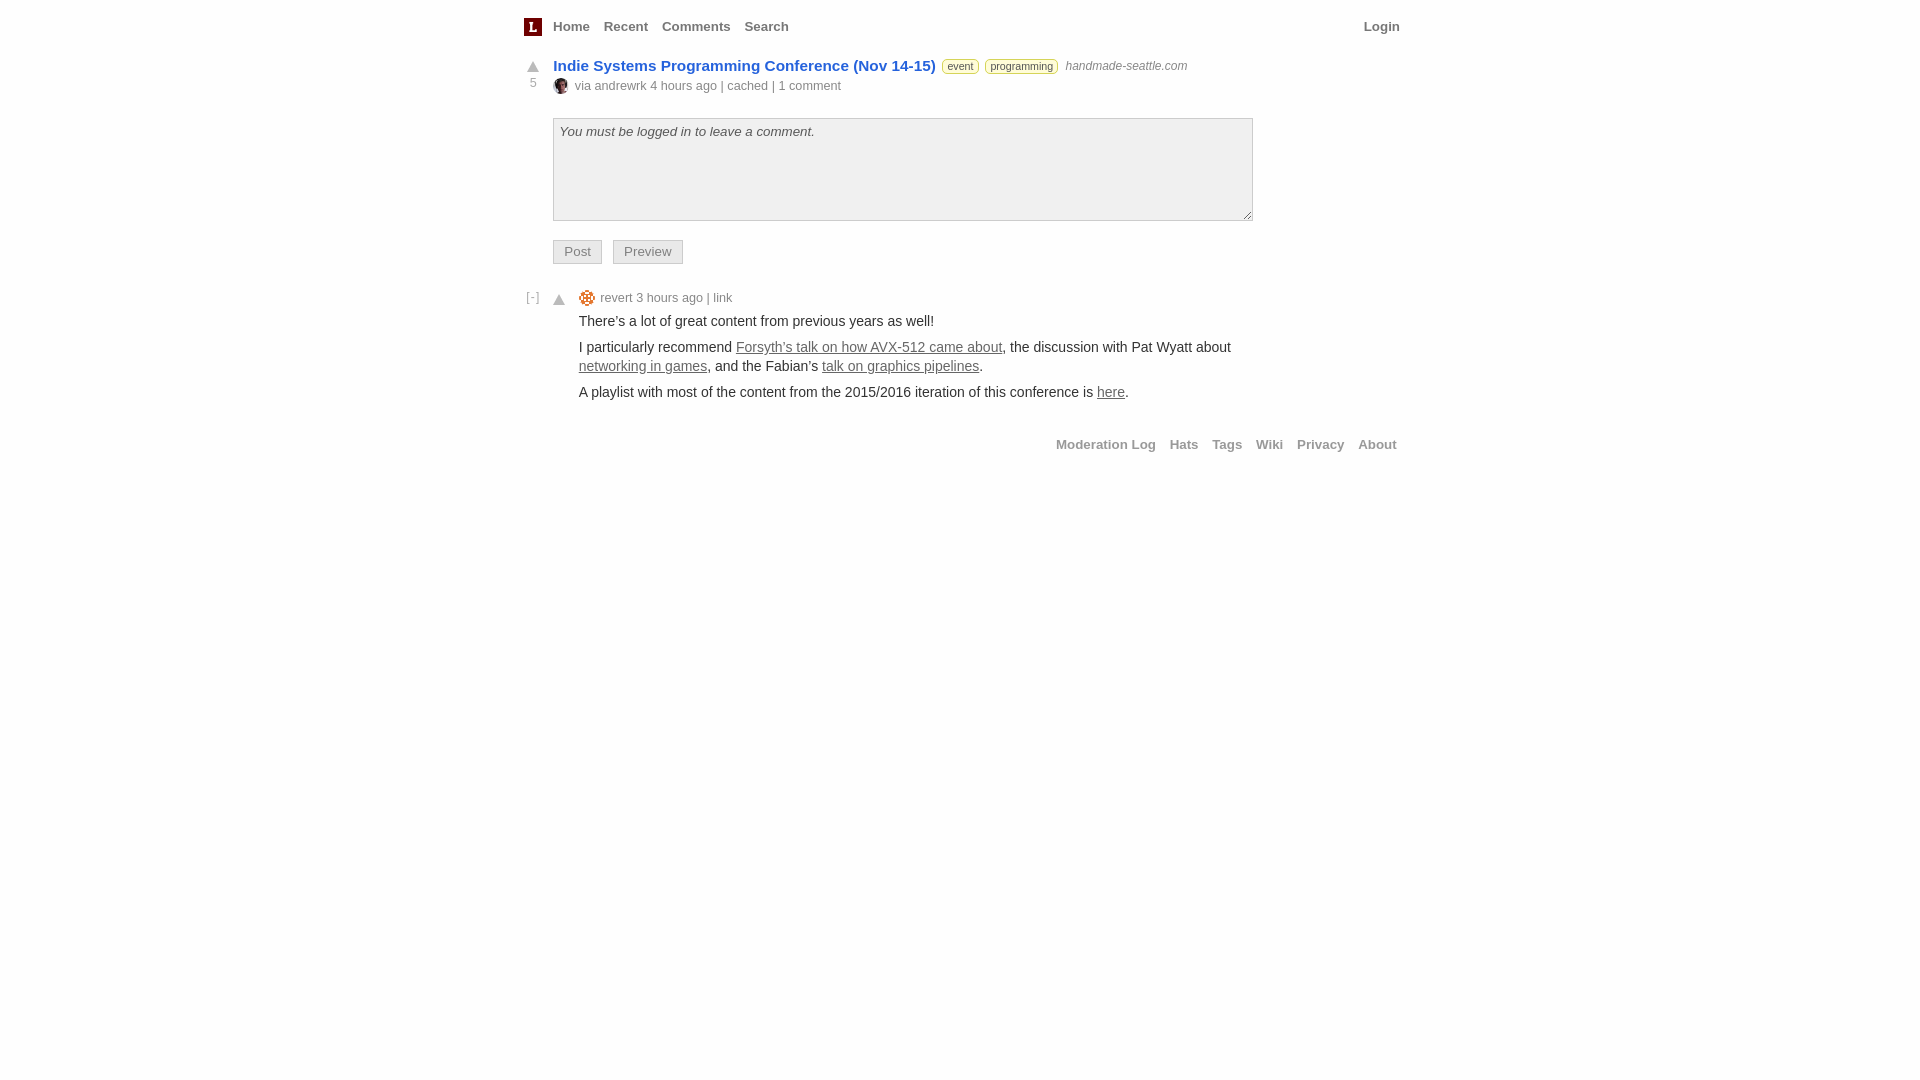 L Home Recent Comments Search Login
Indie Systems Programming Conference (Nov 14-15) event programming handmade-seattle.com
5 via andrewrk 4 hours ago | cached | 1 comment
You must be logged in to leave a comment.
Post Preview
[-] revert 3 hours ago | link
There’s a lot of great content from previous years as well!
I particularly recommend Forsyth’s talk on how AVX-512 came about, the discussion with Pat Wyatt about
networking in games, and the Fabian’s talk on graphics pipelines.
A playlist with most of the content from the 2015/2016 iteration of this conference is here.
Moderation Log Hats Tags Wiki Privacy About